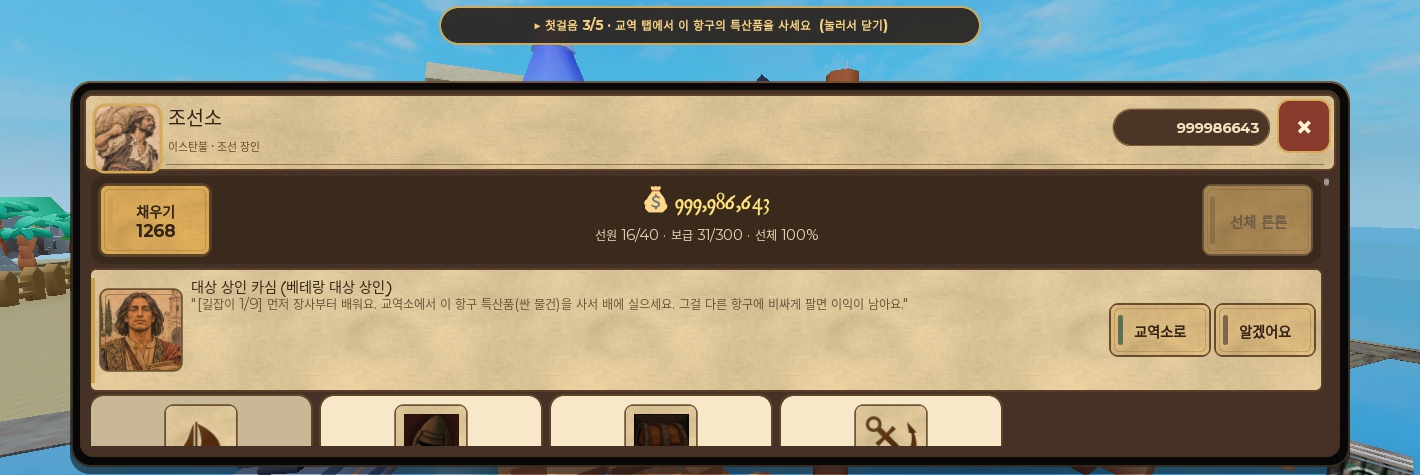 ▸ 첫걸음 3/5 · 교역 탭에서 이 항구의 특산품을 사세요 (눌러서 닫기)
조선소
이스탄불 · 조선 장인
999986643
×
채우기
1268
$ 999,986,643
선원 16/40 · 보급 31/300 · 선체 100%
선체 튼튼
대상 상인 카심 (베테랑 대상 상인)
"[길잡이 1/9] 먼저 장사부터 배워요. 교역소에서 이 항구 특산품(싼 물건)을 사서 배에 실으세요. 그걸 다른 항구에 비싸게 팔면 이익이 남아요."
교역소로
알겠어요